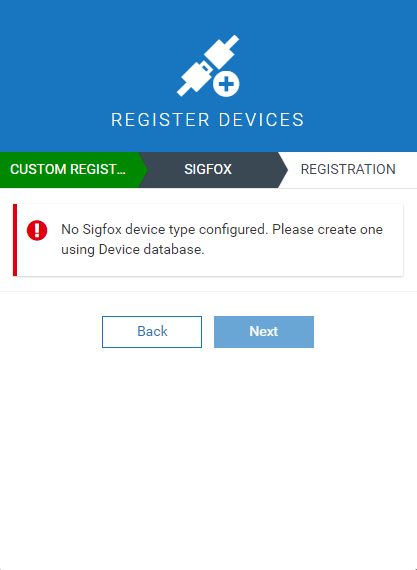 REGISTER DEVICES
CUSTOM REGIST...
SIGFOX
REGISTRATION
No Sigfox device type configured. Please create one
using Device database.
Back
Next